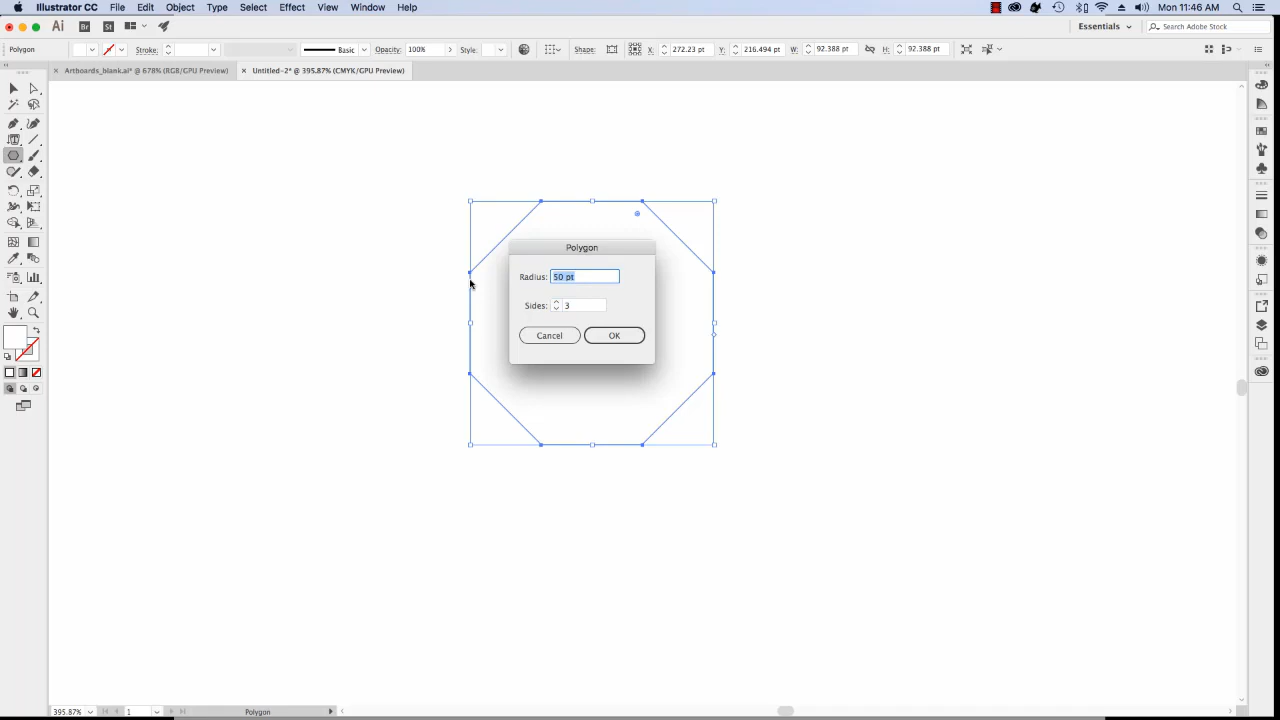 Illustrator CC File Edit Object Type Select Effect View Window Help Mon 11:46 AM
Ai Br St Essentials Search Adobe Stock
Polygon Stroke: Basic Opacity: 100% Style: Shape: X: 272.23 pt Y: 216.494 pt W: 92.388 pt H: 92.388 pt
× Artboards_blank.ai* @ 678% (RGB/GPU Preview) × Untitled-2* @ 395.87% (CMYK/GPU Preview)
Polygon
Radius: 50 pt
Sides: 3
Cancel OK
395.87% 1 Polygon